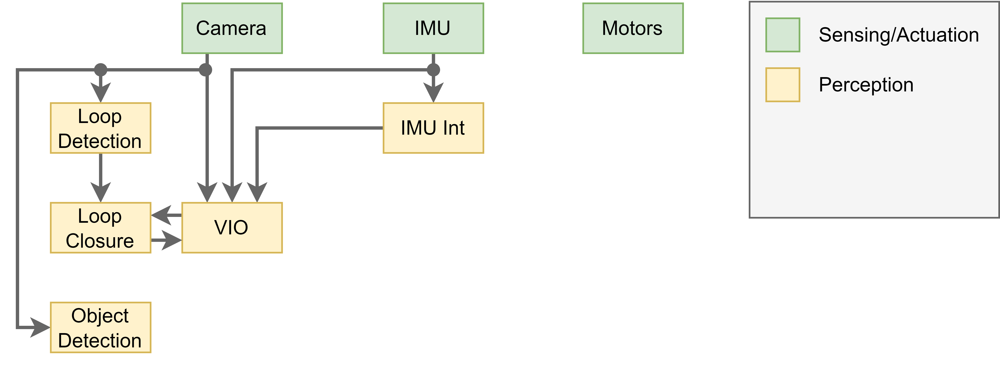 Camera
IMU
Motors
Sensing/Actuation
Perception
Loop
Detection
IMU Int
Loop
Closure
VIO
Object
Detection